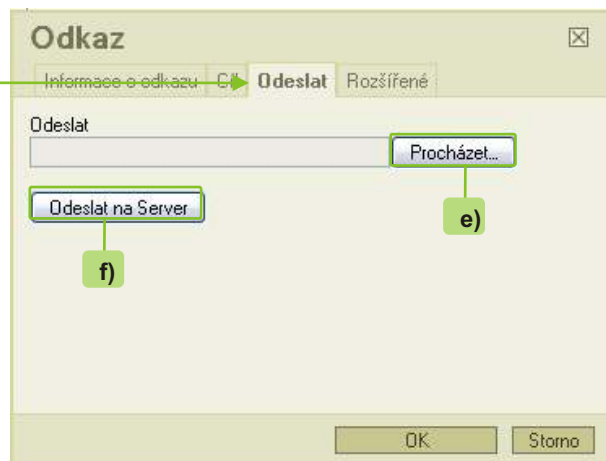 Odkaz
Informace o odkazu Cíl Odeslat Rozšířené
Odeslat
Procházet...
Odeslat na Server
e)
f)
OK Storno